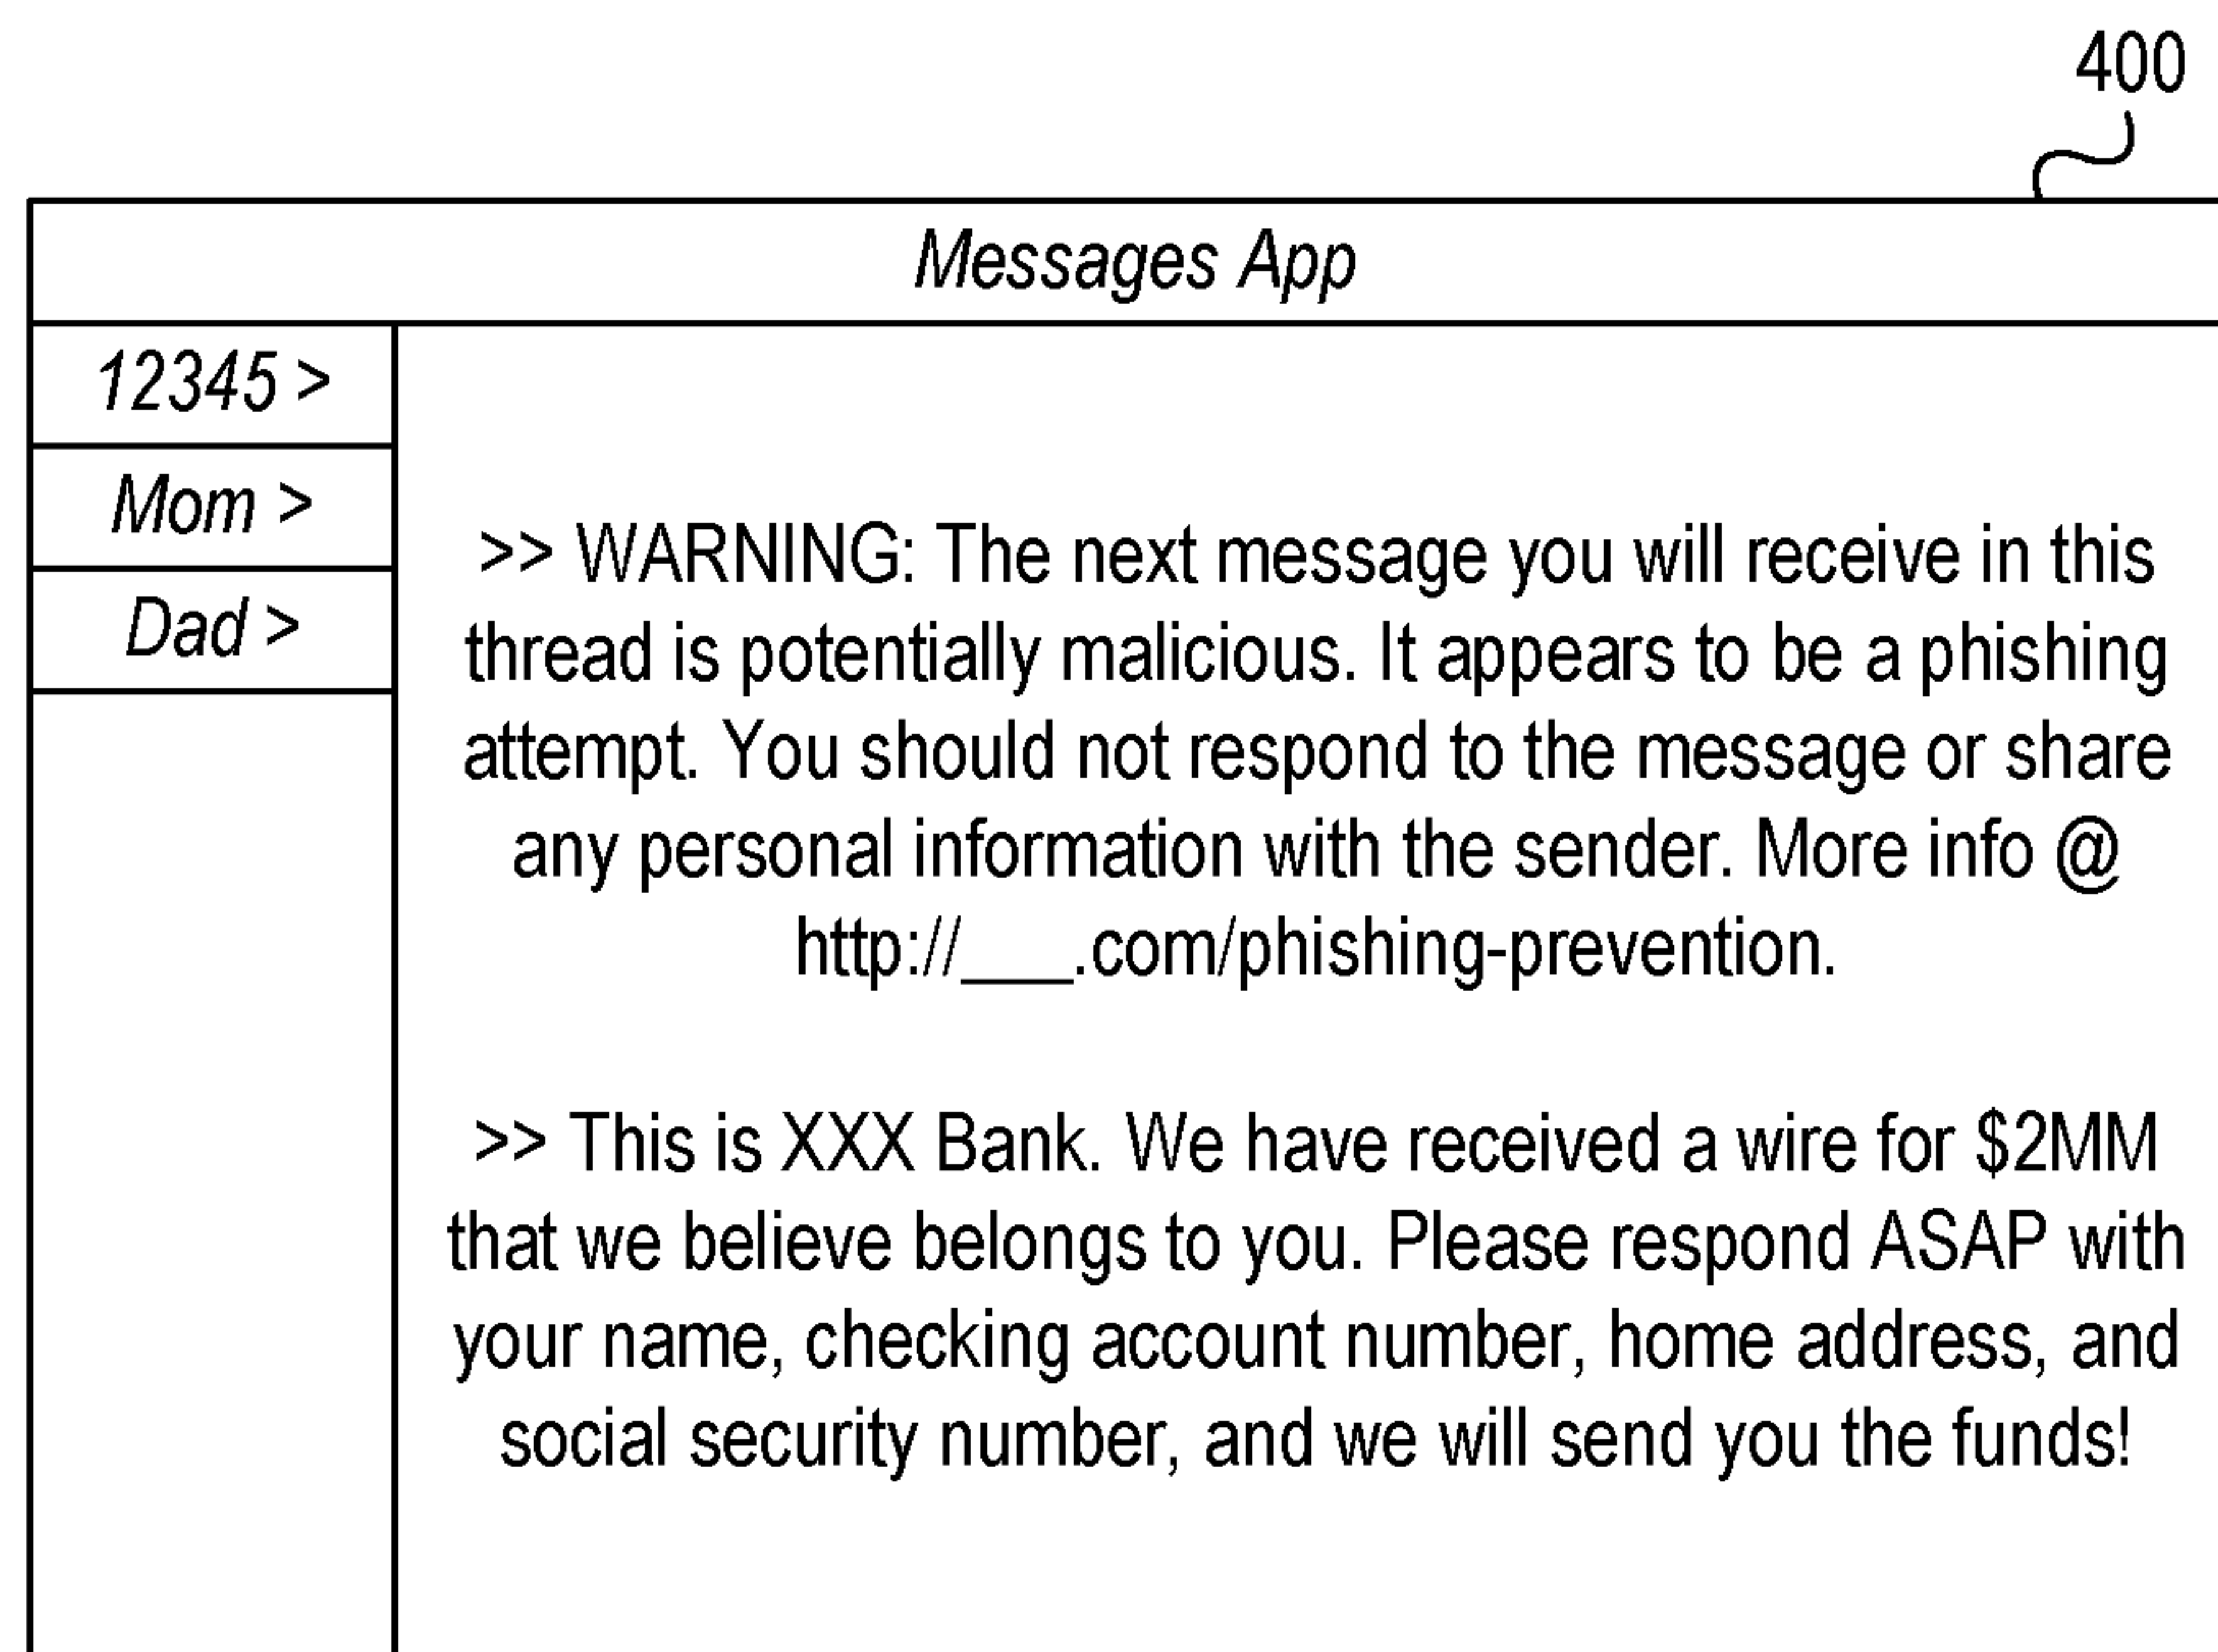 400
Messages App
12345 >
Mom >
Dad >
>> WARNING: The next message you will receive in this
thread is potentially malicious. It appears to be a phishing
attempt. You should not respond to the message or share
any personal information with the sender. More info @
http://___.com/phishing-prevention.
>> This is XXX Bank. We have received a wire for $2MM
that we believe belongs to you. Please respond ASAP with
your name, checking account number, home address, and
social security number, and we will send you the funds!